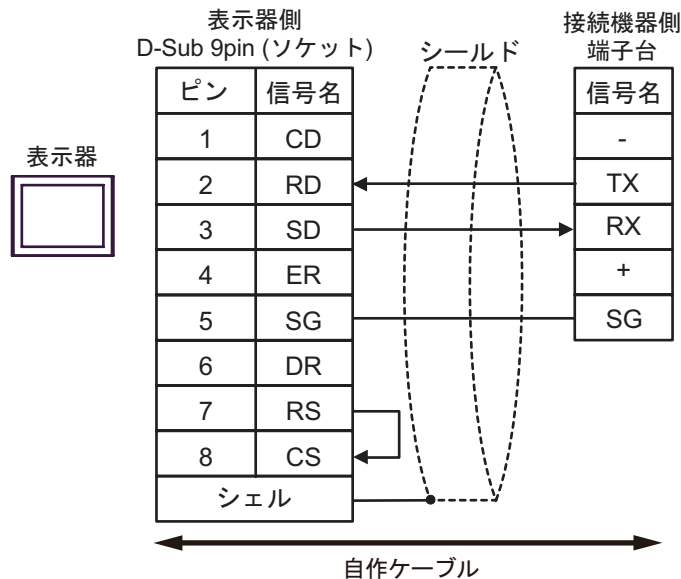 表示器側
D-Sub 9pin (ソケット)
シールド
接続機器側
端子台
表示器
ピン 信号名
1 CD
2 RD
3 SD
4 ER
5 SG
6 DR
7 RS
8 CS
シェル
信号名
-
TX
RX
+
SG
自作ケーブル